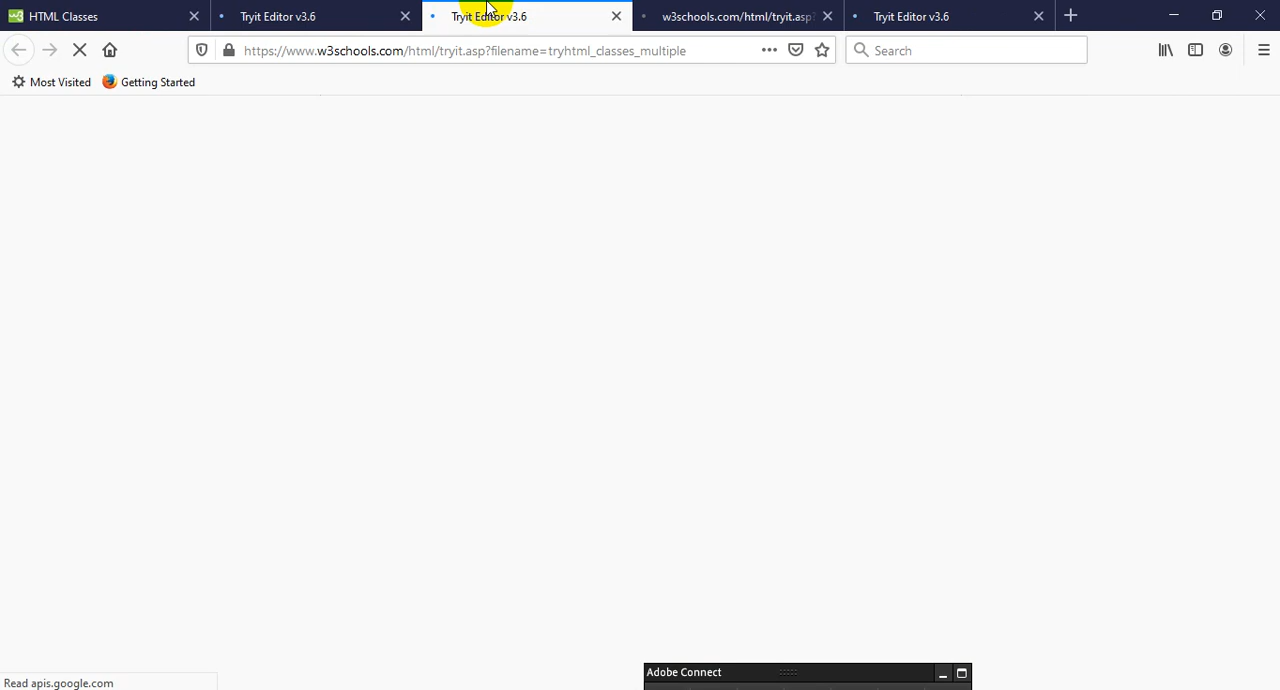 HTML Classes
Tryit Editor v3.6
Tryit Editor v3.6
w3schools.com/html/tryit.asp?
Tryit Editor v3.6
https://www.w3schools.com/html/tryit.asp?filename=tryhtml_classes_multiple
Search
Most Visited
Getting Started
Adobe Connect
Read apis.google.com